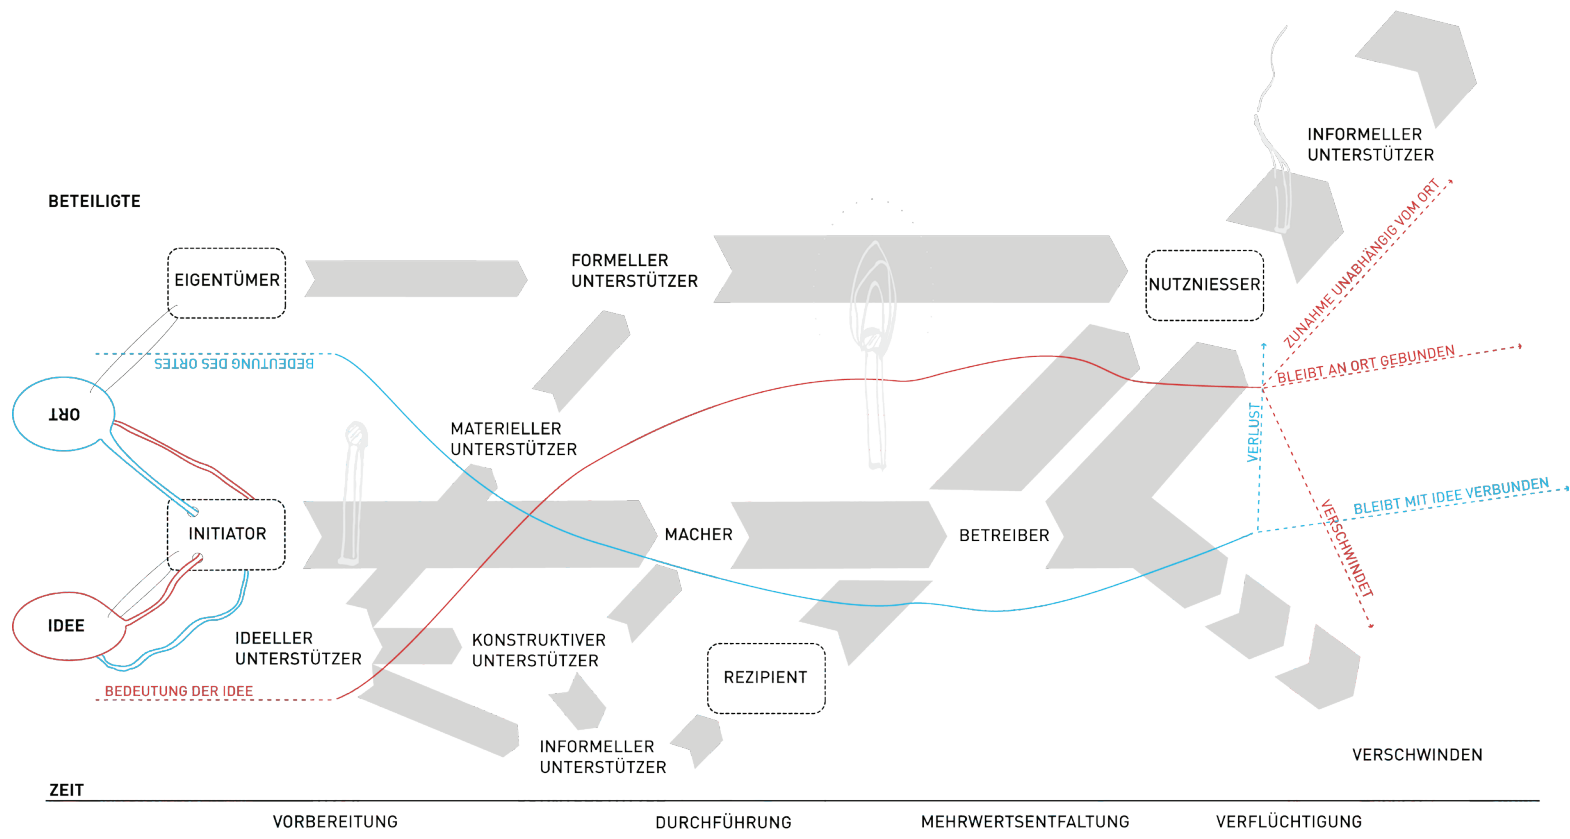 INFORMELLER
UNTERSTÜTZER
BETEILIGTE
ZUNAHME UNABHÄNGIG VOM ORT
EIGENTÜMER
FORMELLER
UNTERSTÜTZER
NUTZNIESSER
BEDEUTUNG DES ORTES
BLEIBT AN ORT GEBUNDEN
ORT
MATERIELLER
UNTERSTÜTZER
VERLUST
BLEIBT MIT IDEE VERBUNDEN
INITIATOR
MACHER
BETREIBER
VERSCHWINDET
IDEE
IDEELLER
UNTERSTÜTZER
KONSTRUKTIVER
UNTERSTÜTZER
REZIPIENT
BEDEUTUNG DER IDEE
INFORMELLER
UNTERSTÜTZER
VERSCHWINDEN
ZEIT
VORBEREITUNG
DURCHFÜHRUNG
MEHRWERTSENTFALTUNG
VERFLÜCHTIGUNG